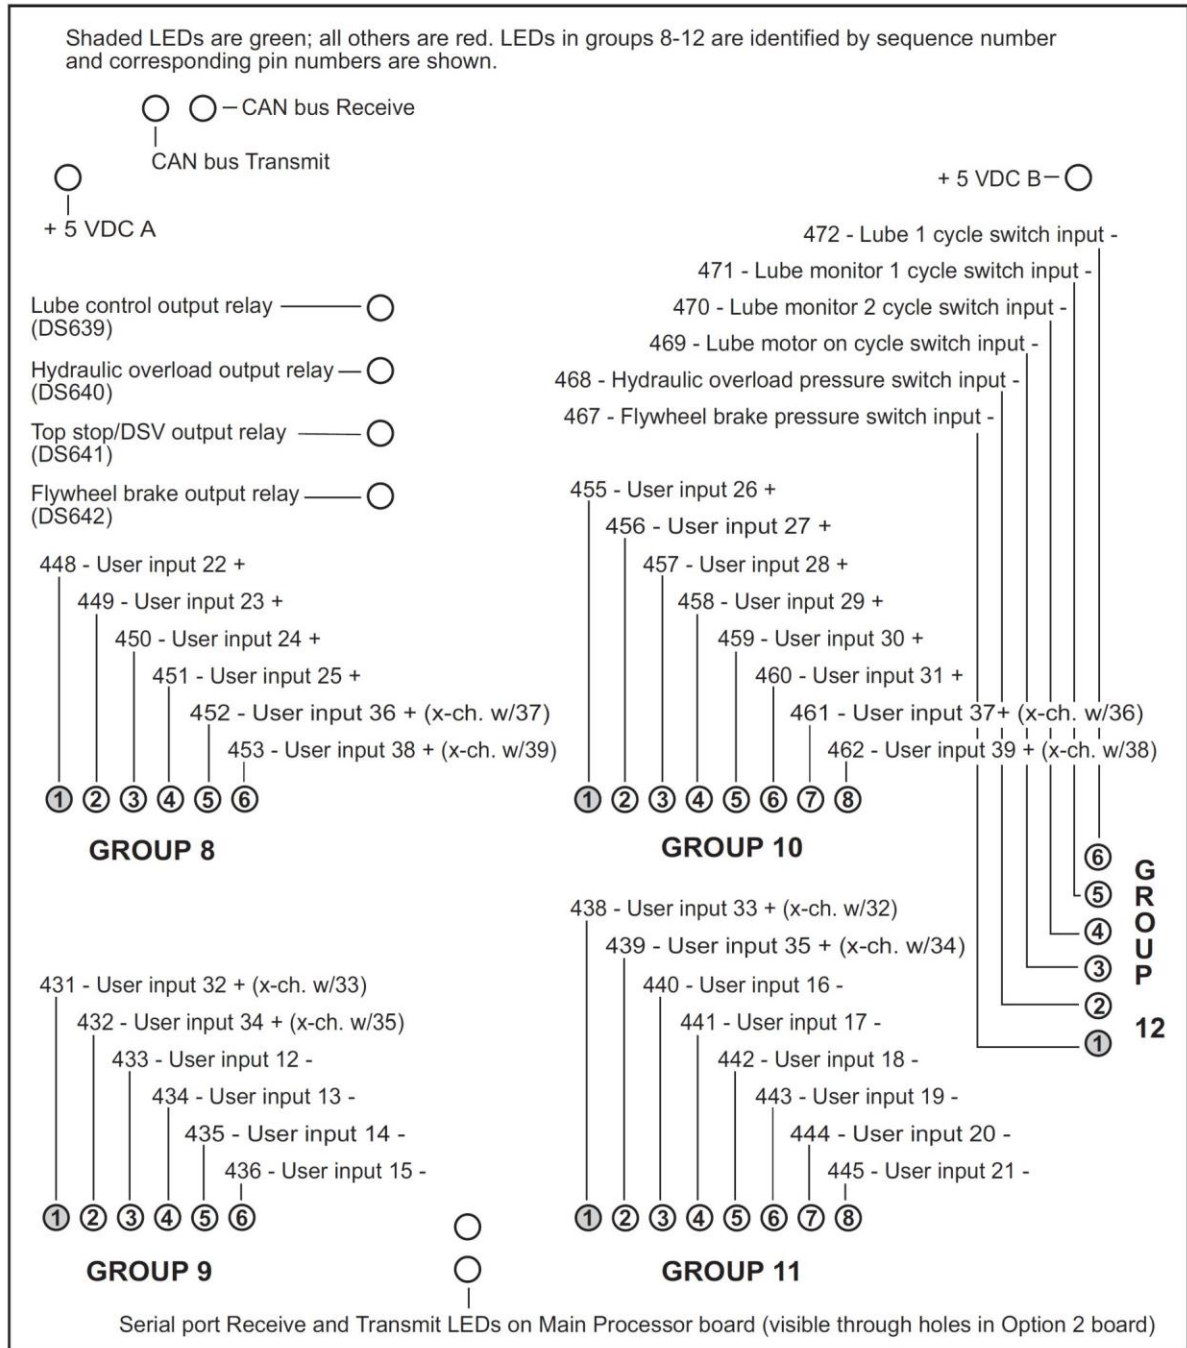 Shaded LEDs are green; all others are red. LEDs in groups 8-12 are identified by sequence number
and corresponding pin numbers are shown.
CAN bus Receive
CAN bus Transmit
+ 5 VDC A
+ 5 VDC B
472 - Lube 1 cycle switch input -
471 - Lube monitor 1 cycle switch input -
470 - Lube monitor 2 cycle switch input -
469 - Lube motor on cycle switch input -
468 - Hydraulic overload pressure switch input -
467 - Flywheel brake pressure switch input -
Lube control output relay
(DS639)
Hydraulic overload output relay
(DS640)
Top stop/DSV output relay
(DS641)
Flywheel brake output relay
(DS642)
448 - User input 22 +
449 - User input 23 +
450 - User input 24 +
451 - User input 25 +
452 - User input 36 + (x-ch. w/37)
453 - User input 38 + (x-ch. w/39)
1 2 3 4 5 6
GROUP 8
455 - User input 26 +
456 - User input 27 +
457 - User input 28 +
458 - User input 29 +
459 - User input 30 +
460 - User input 31 +
461 - User input 37+ (x-ch. w/36)
462 - User input 39 + (x-ch. w/38)
1 2 3 4 5 6 7 8
GROUP 10
6
5
4
3
2
1
GROUP
12
431 - User input 32 + (x-ch. w/33)
432 - User input 34 + (x-ch. w/35)
433 - User input 12 -
434 - User input 13 -
435 - User input 14 -
436 - User input 15 -
1 2 3 4 5 6
GROUP 9
438 - User input 33 + (x-ch. w/32)
439 - User input 35 + (x-ch. w/34)
440 - User input 16 -
441 - User input 17 -
442 - User input 18 -
443 - User input 19 -
444 - User input 20 -
445 - User input 21 -
1 2 3 4 5 6 7 8
GROUP 11
Serial port Receive and Transmit LEDs on Main Processor board (visible through holes in Option 2 board)